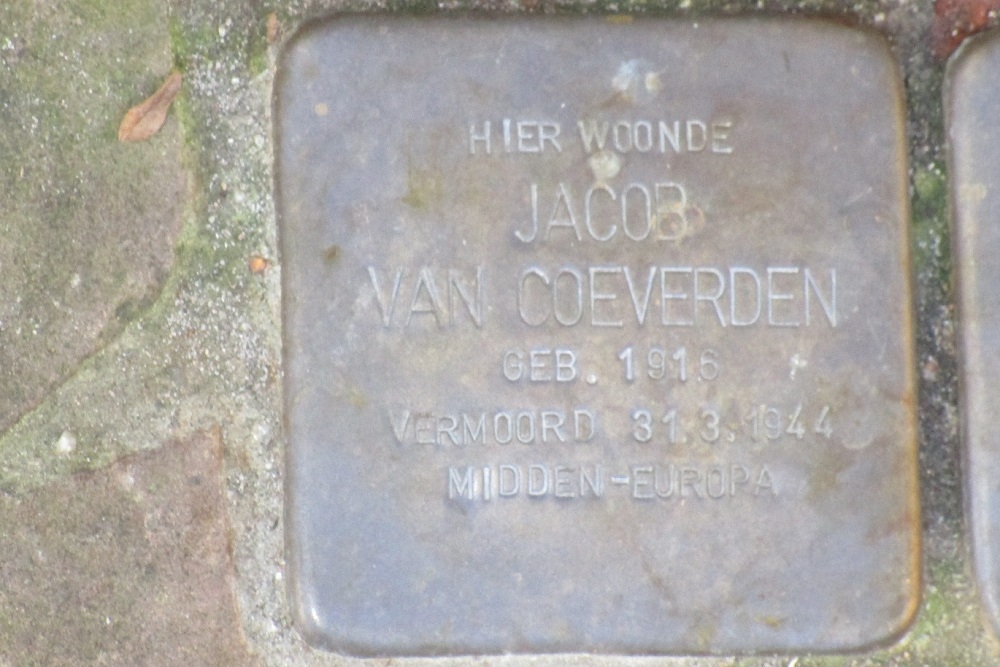 HIER WOONDE
JACOB
VAN COEVERDEN
GEB. 1916
VERMOORD 31.3.1944
MIDDEN-EUROPA